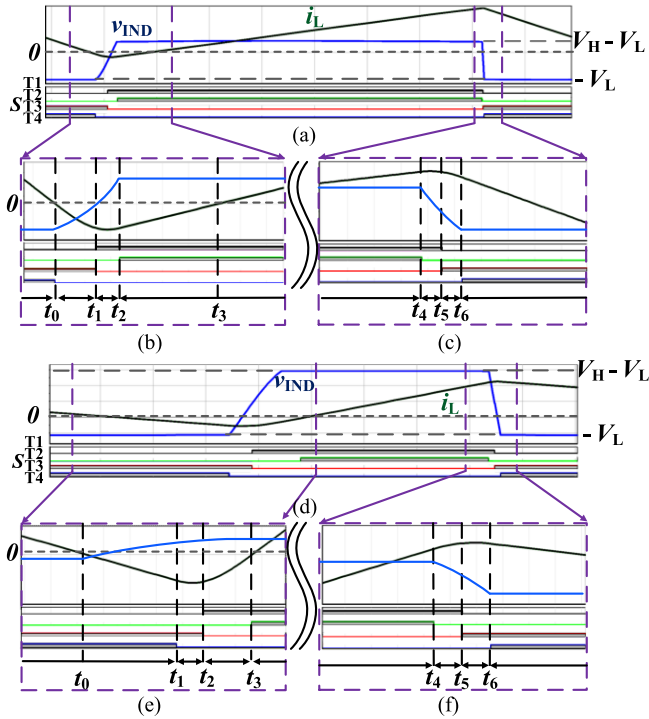 v_IND
i_L
V_H - V_L
0
- V_L
T1
T2
S
T3
T4
(a)
0
t_0 t_1 t_2 t_3
t_4 t_5 t_6
(b) (c)
V_H - V_L
v_IND
i_L
0
- V_L
T1
T2
S
T3
T4
(d)
0
t_0 t_1 t_2 t_3
t_4 t_5 t_6
(e) (f)